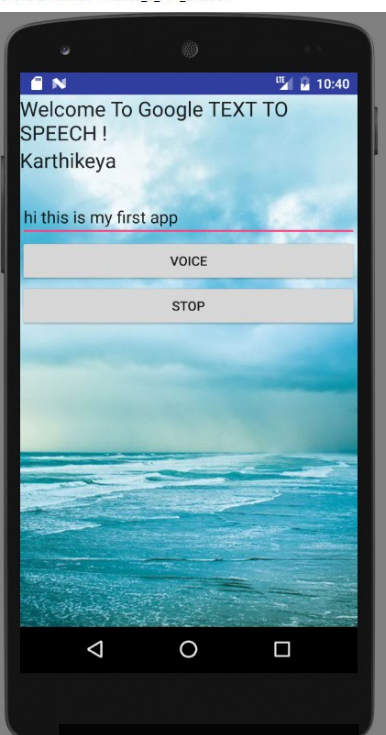 LTE 10:40
Welcome To Google TEXT TO
SPEECH !
Karthikeya
hi this is my first app
VOICE
STOP